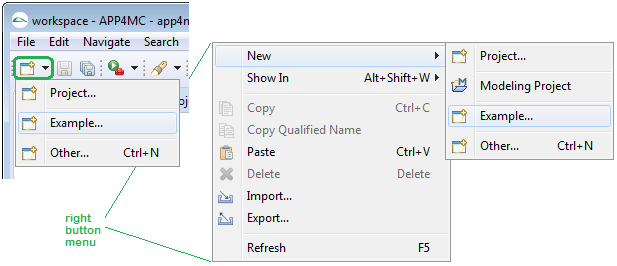 workspace - APP4MC - app4m
File Edit Navigate Search
Project...
Example...
Other... Ctrl+N
right
button
menu
New
Show In Alt+Shift+W
Copy Ctrl+C
Copy Qualified Name
Paste Ctrl+V
Delete Delete
Import...
Export...
Refresh F5
Project...
Modeling Project
Example...
Other... Ctrl+N